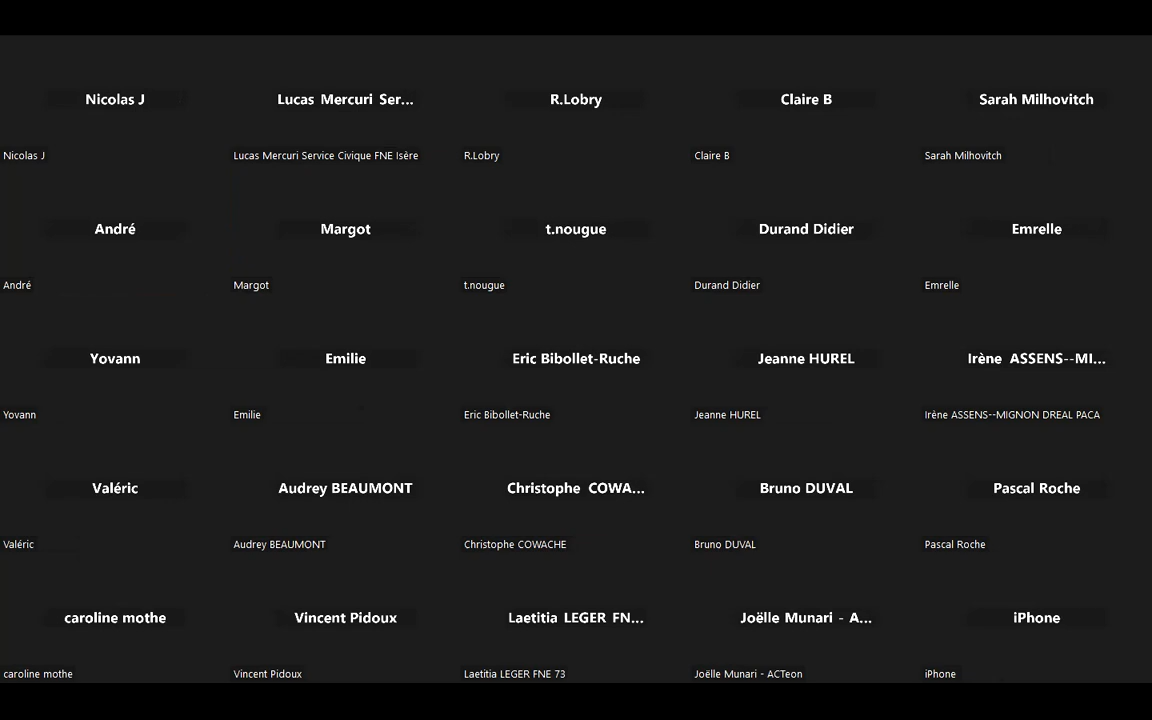 Nicolas J
Lucas Mercuri Ser...
R.Lobry
Claire B
Sarah Milhovitch
Nicolas J
Lucas Mercuri Service Civique FNE Isère
R.Lobry
Claire B
Sarah Milhovitch
André
Margot
t.nougue
Durand Didier
Emrelle
André
Margot
t.nougue
Durand Didier
Emrelle
Yovann
Emilie
Eric Bibollet-Ruche
Jeanne HUREL
Irène ASSENS--MI...
Yovann
Emilie
Eric Bibollet-Ruche
Jeanne HUREL
Irène ASSENS--MIGNON DREAL PACA
Valéric
Audrey BEAUMONT
Christophe COWA...
Bruno DUVAL
Pascal Roche
Valéric
Audrey BEAUMONT
Christophe COWACHE
Bruno DUVAL
Pascal Roche
caroline mothe
Vincent Pidoux
Laetitia LEGER FN...
Joëlle Munari - A...
iPhone
caroline mothe
Vincent Pidoux
Laetitia LEGER FNE 73
Joëlle Munari - ACTeon
iPhone